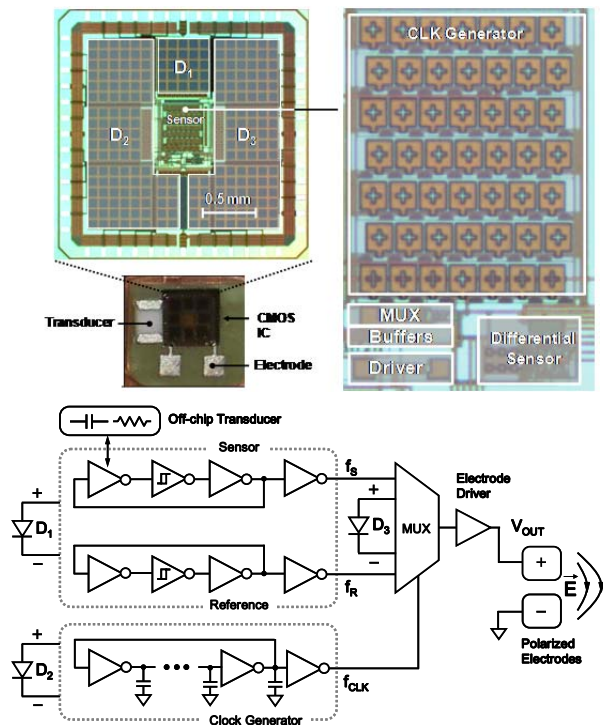 D1
CLK Generator
Sensor
D2
D3
0.5 mm
MUX
Buffers
Differential
Sensor
Driver
Transducer
CMOS
IC
Electrode
Off-chip Transducer
Sensor
fS
Electrode
Driver
+
D1
−
+
D3
−
MUX
VOUT
+
E
−
fR
Reference
Polarized
Electrodes
+
D2
−
fCLK
Clock Generator